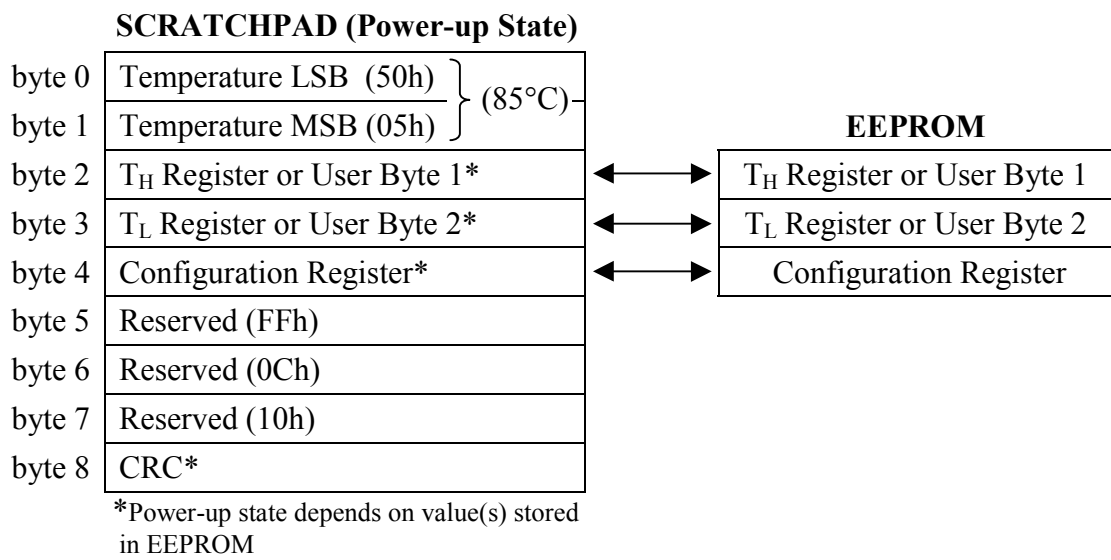 SCRATCHPAD (Power-up State)
byte 0 Temperature LSB (50h)
(85°C)
byte 1 Temperature MSB (05h)
EEPROM
byte 2 TH Register or User Byte 1* TH Register or User Byte 1
byte 3 TL Register or User Byte 2* TL Register or User Byte 2
byte 4 Configuration Register* Configuration Register
byte 5 Reserved (FFh)
byte 6 Reserved (0Ch)
byte 7 Reserved (10h)
byte 8 CRC*
*Power-up state depends on value(s) stored
in EEPROM